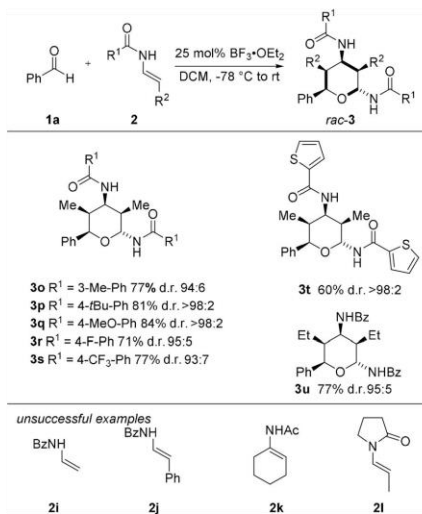 R¹
O
NH
O
Ph
H
+
O
R¹
NH
R²
25 mol% BF₃•OEt₂
DCM, -78 °C to rt
R¹
O
NH
R²
R²
Ph
O
N
H
O
R¹
1a
2
rac-3
R¹
O
NH
Me
Me
Ph
O
N
H
O
R¹
3o R¹ = 3-Me-Ph 77% d.r. 94:6
3p R¹ = 4-tBu-Ph 81% d.r. >98:2
3q R¹ = 4-MeO-Ph 84% d.r. >98:2
3r R¹ = 4-F-Ph 71% d.r. 95:5
3s R¹ = 4-CF₃-Ph 77% d.r. 93:7
S
O
NH
Me
Me
Ph
O
N
H
O
S
3t
60% d.r. >98:2
NHBz
Et
Et
Ph
O
NHBz
3u 77% d.r. 95:5
unsuccessful examples
BzNH
BzNH
Ph
NHAc
N
O
2i
2j
2k
2l